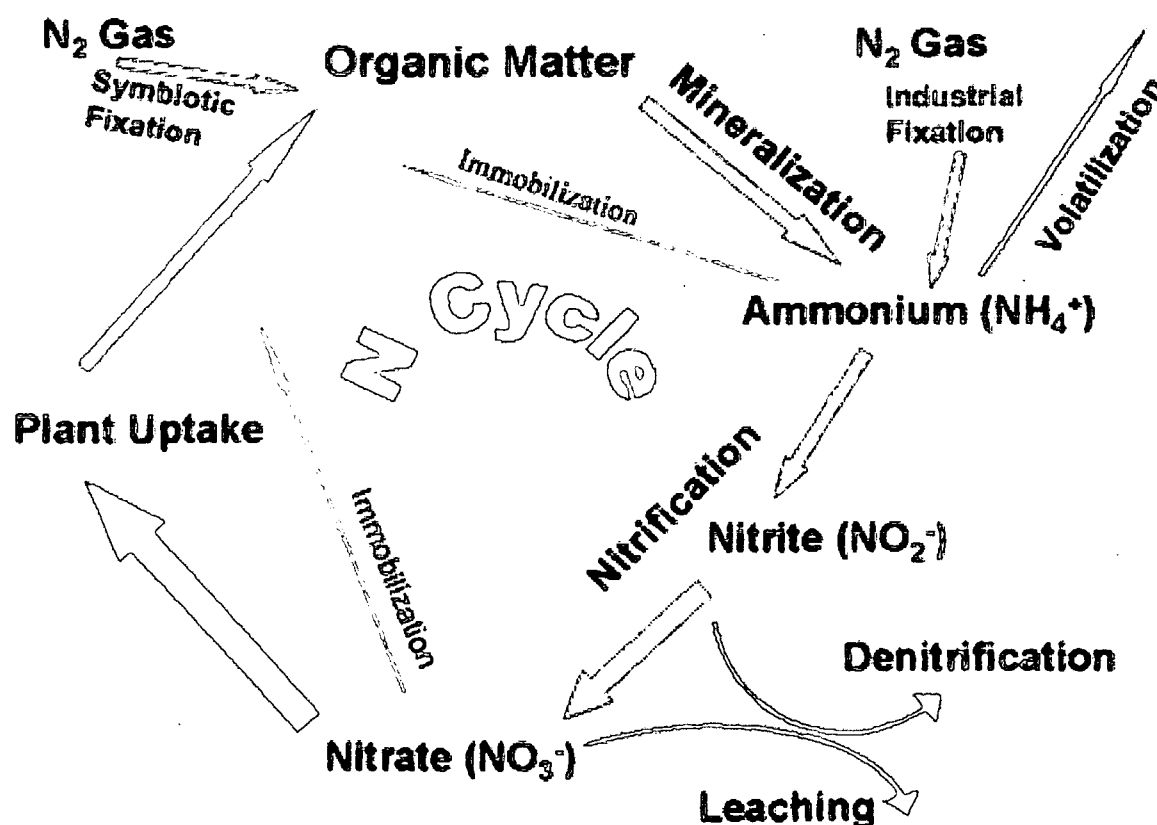 N₂ Gas
Symbiotic
Fixation
Organic Matter
Mineralization
N₂ Gas
Industrial
Fixation
Volatilization
Immobilization
Ammonium (NH₄⁺)
N Cycle
Plant Uptake
Nitrification
Nitrite (NO₂⁻)
Immobilization
Denitrification
Nitrate (NO₃⁻)
Leaching